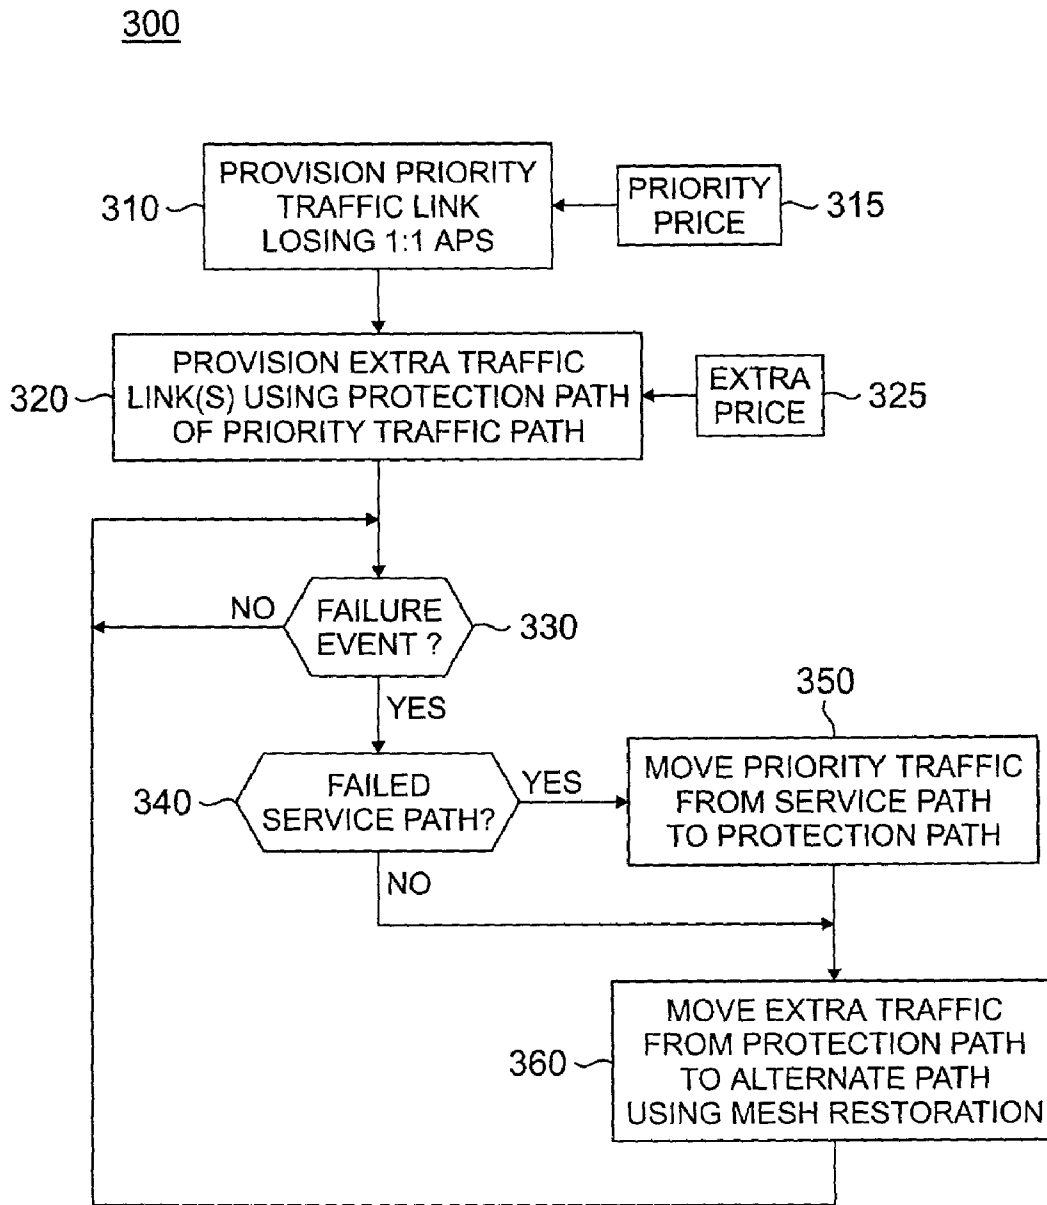 300
PROVISION PRIORITY
TRAFFIC LINK
LOSING 1:1 APS
310
PRIORITY
PRICE
315
PROVISION EXTRA TRAFFIC
LINK(S) USING PROTECTION PATH
OF PRIORITY TRAFFIC PATH
320
EXTRA
PRICE
325
NO
FAILURE
EVENT ?
330
YES
340
FAILED
SERVICE PATH?
YES
350
MOVE PRIORITY TRAFFIC
FROM SERVICE PATH
TO PROTECTION PATH
NO
360
MOVE EXTRA TRAFFIC
FROM PROTECTION PATH
TO ALTERNATE PATH
USING MESH RESTORATION